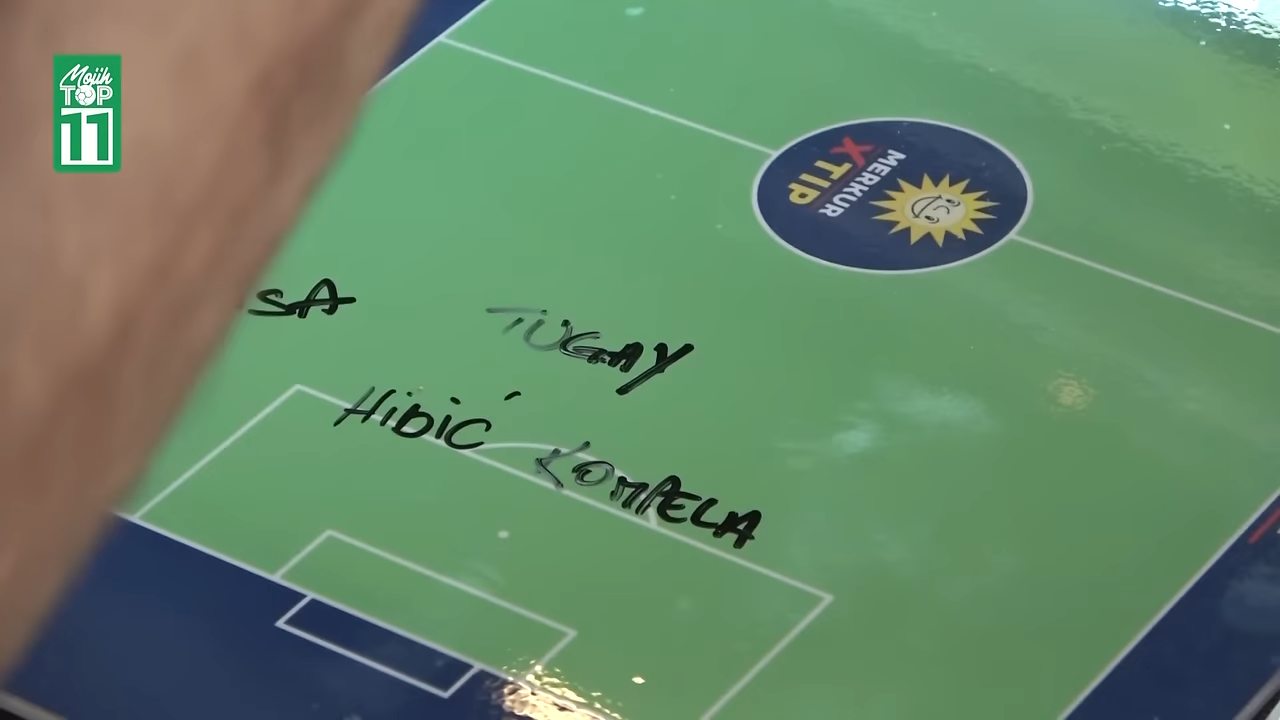 Mojih
TOP
11
MERKUR
X TIP
SA
TUGAY
HIBIĆ
KOMPELA